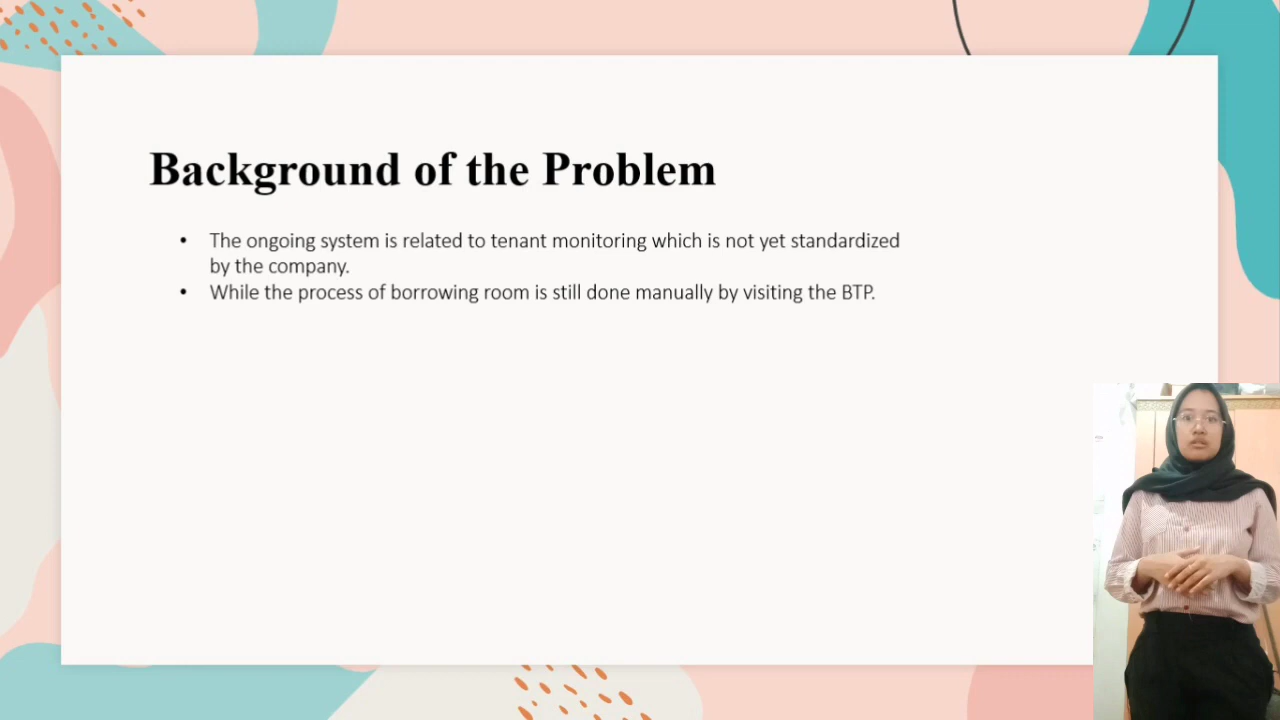 Background of the Problem
• The ongoing system is related to tenant monitoring which is not yet standardized
by the company.
• While the process of borrowing room is still done manually by visiting the BTP.